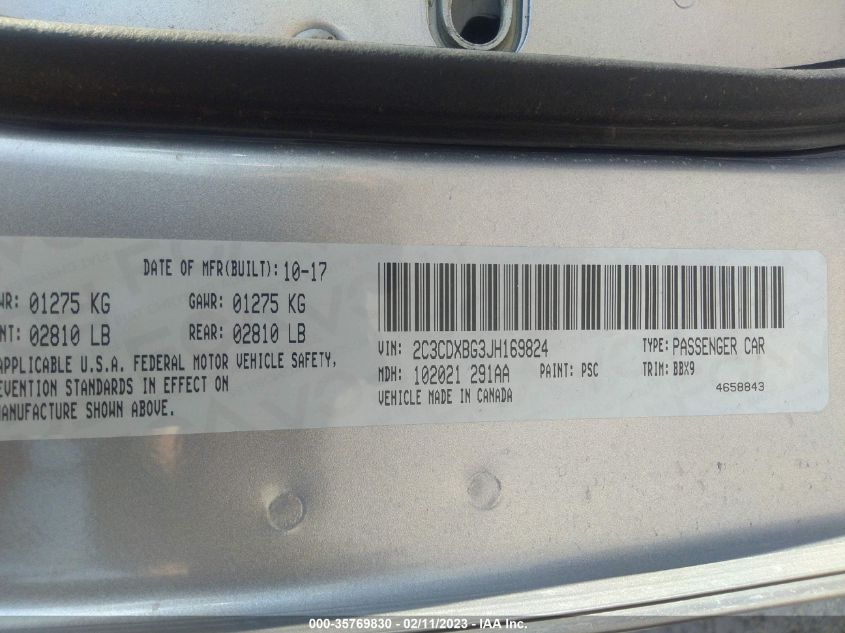 DATE OF MFR(BUILT): 10-17
WR: 01275 KG GAWR: 01275 KG
NT: 02810 LB REAR: 02810 LB
APPLICABLE U.S.A. FEDERAL MOTOR VEHICLE SAFETY,
EVENTION STANDARDS IN EFFECT ON
MANUFACTURE SHOWN ABOVE.
VIN: 2C3CDXBG3JH169824 TYPE: PASSENGER CAR
MDH: 102021 291AA PAINT: PSC TRIM: BBX9
VEHICLE MADE IN CANADA 4658843
000-35769830 - 02/11/2023 - IAA Inc.